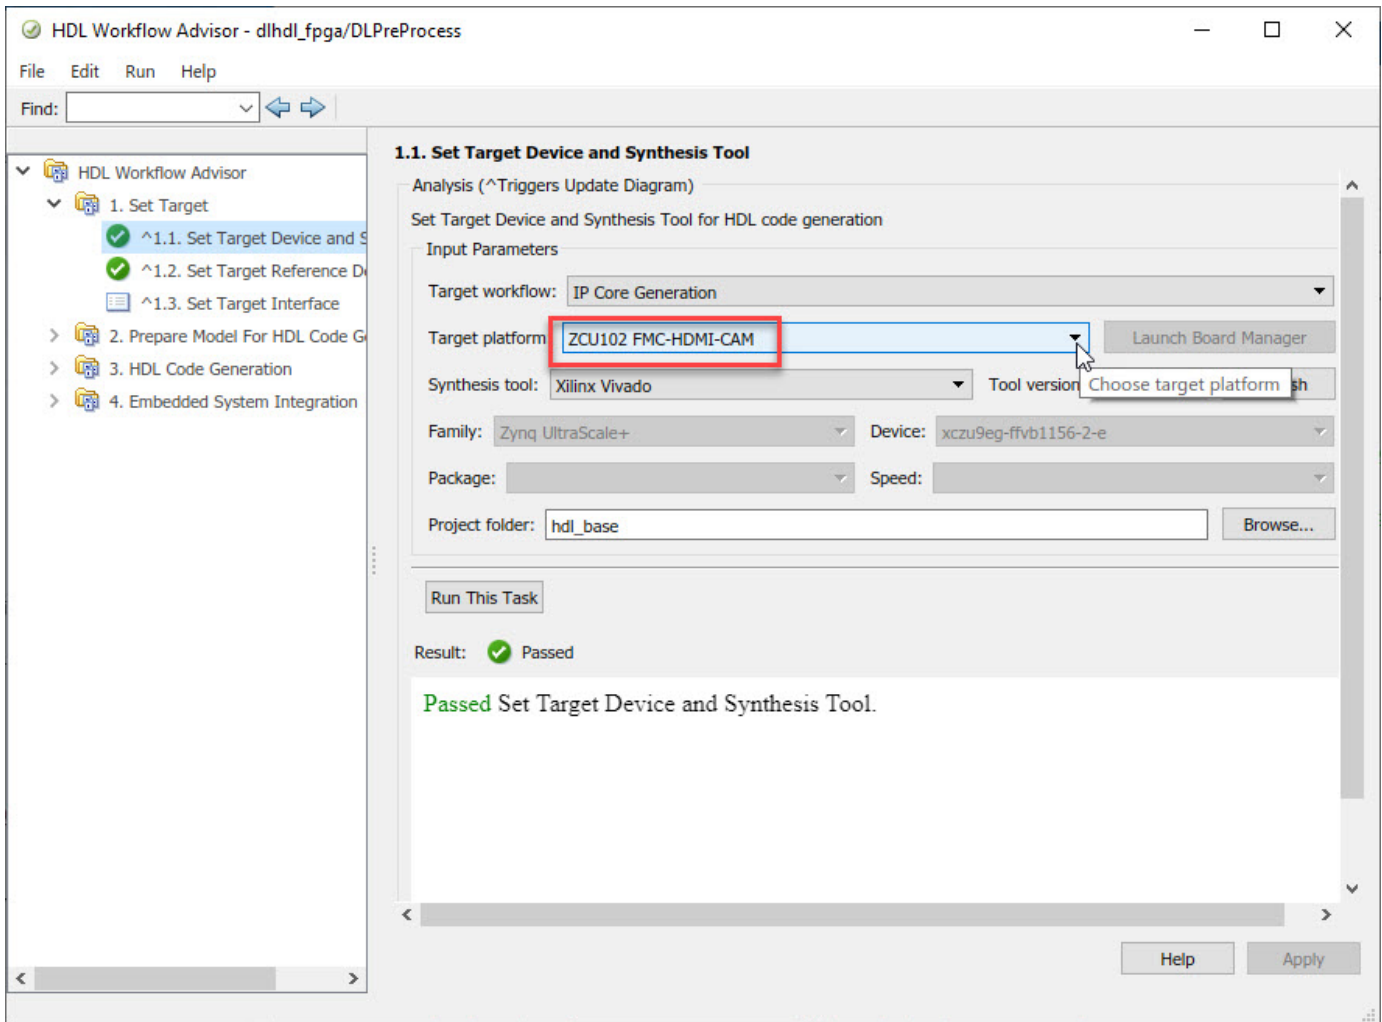 HDL Workflow Advisor - dlhdl_fpga/DLPreProcess
File Edit Run Help
Find:
HDL Workflow Advisor
1. Set Target
^1.1. Set Target Device and S
^1.2. Set Target Reference De
^1.3. Set Target Interface
2. Prepare Model For HDL Code G
3. HDL Code Generation
4. Embedded System Integration
1.1. Set Target Device and Synthesis Tool
Analysis (^Triggers Update Diagram)
Set Target Device and Synthesis Tool for HDL code generation
Input Parameters
Target workflow: IP Core Generation
Target platform ZCU102 FMC-HDMI-CAM Launch Board Manager
Synthesis tool: Xilinx Vivado Tool version sh
Choose target platform
Family: Zynq UltraScale+ Device: xczu9eg-ffvb1156-2-e
Package: Speed:
Project folder: hdl_base Browse...
Run This Task
Result: Passed
Passed Set Target Device and Synthesis Tool.
Help Apply